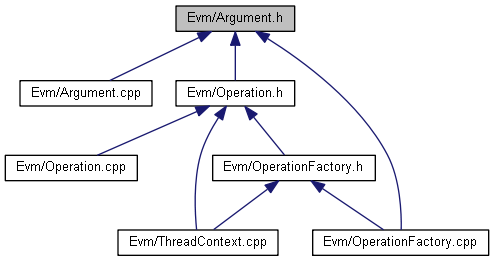 Evm/Argument.h
Evm/Argument.cpp
Evm/Operation.h
Evm/Operation.cpp
Evm/OperationFactory.h
Evm/ThreadContext.cpp
Evm/OperationFactory.cpp